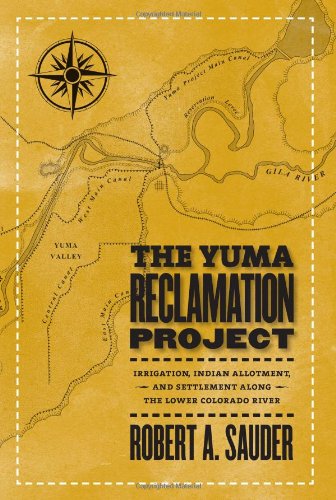 Yuma Project Main Canal
Reservation Levee
GILA RIVER
West Main Canal
YUMA
VALLEY
Central Canal
East Main Canal
THE YUMA
RECLAMATION
PROJECT
IRRIGATION, INDIAN ALLOTMENT,
AND SETTLEMENT ALONG
THE LOWER COLORADO RIVER
ROBERT A. SAUDER